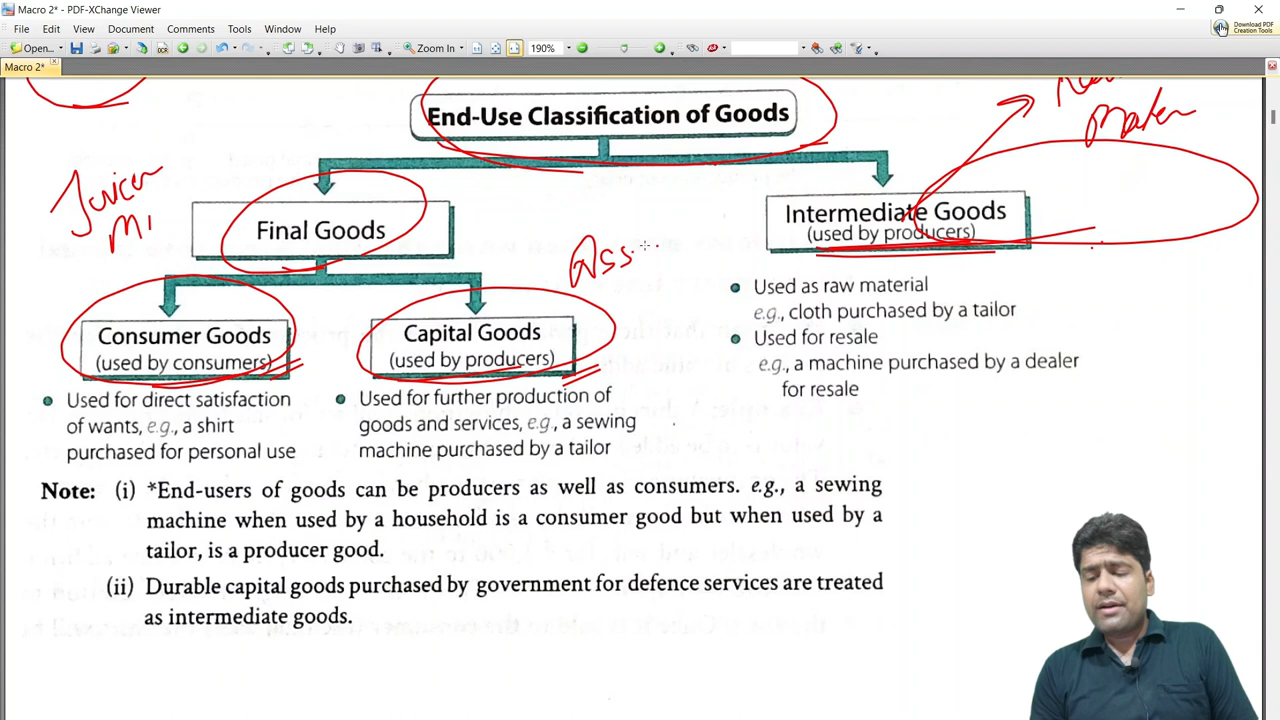 Macro 2* - PDF-XChange Viewer
File Edit View Document Comments Tools Window Help
Open... Zoom In 190%
Download PDF
Creation Tools
Macro 2*
End-Use Classification of Goods
Final Goods
Intermediate Goods
(used by producers)
Ass
Consumer Goods
(used by consumers)
Capital Goods
(used by producers)
Used for direct satisfaction
of wants, e.g., a shirt
purchased for personal use
Used for further production of
goods and services, e.g., a sewing
machine purchased by a tailor
Used as raw material
e.g., cloth purchased by a tailor
Used for resale
e.g., a machine purchased by a dealer
for resale
Note: (i) *End-users of goods can be producers as well as consumers. e.g., a sewing
machine when used by a household is a consumer good but when used by a
tailor, is a producer good.
(ii) Durable capital goods purchased by government for defence services are treated
as intermediate goods.